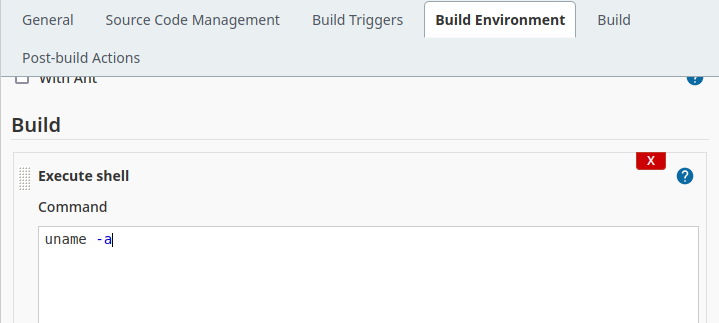 General Source Code Management Build Triggers Build Environment Build
Post-build Actions
With Ant
?
Build
X
Execute shell
?
Command
uname -a